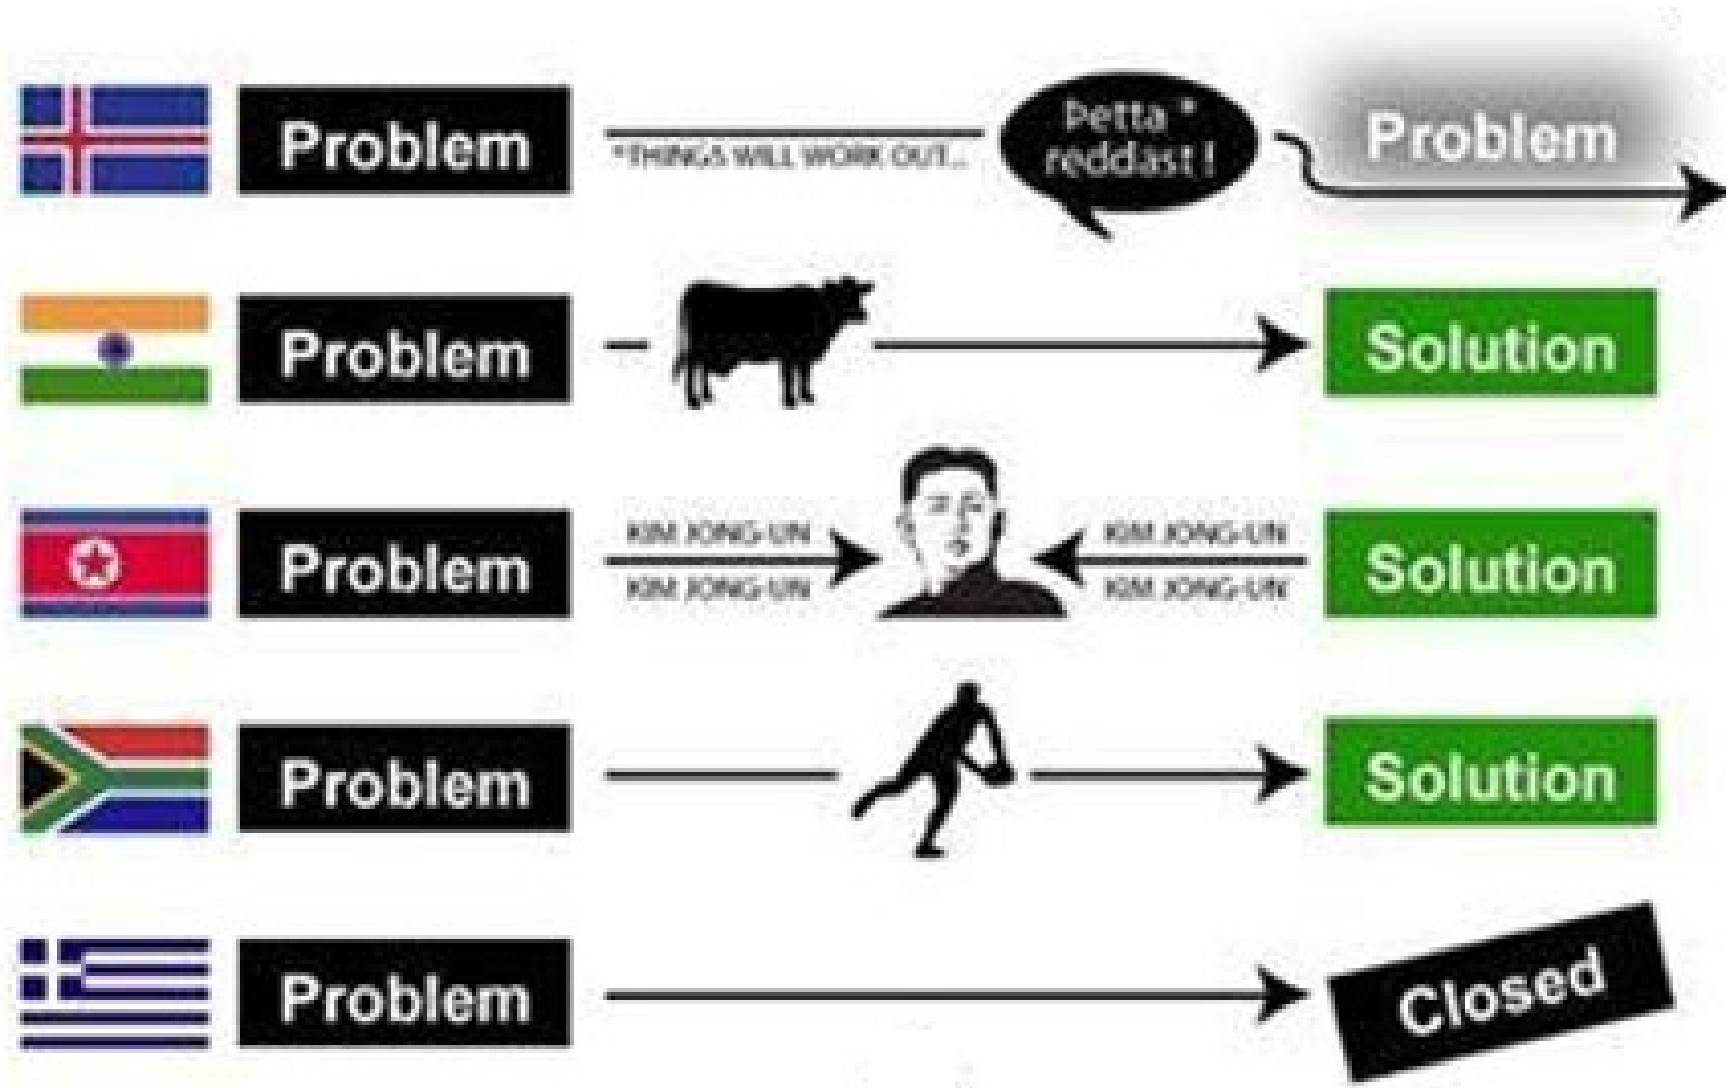 Problem
*THINGS WILL WORK OUT...
Þetta *
reddast!
Problem
Problem
Solution
Problem
KIM JONG-UN
KIM JONG-UN
KIM JONG-UN
KIM JONG-UN
Solution
Problem
Solution
Problem
Closed